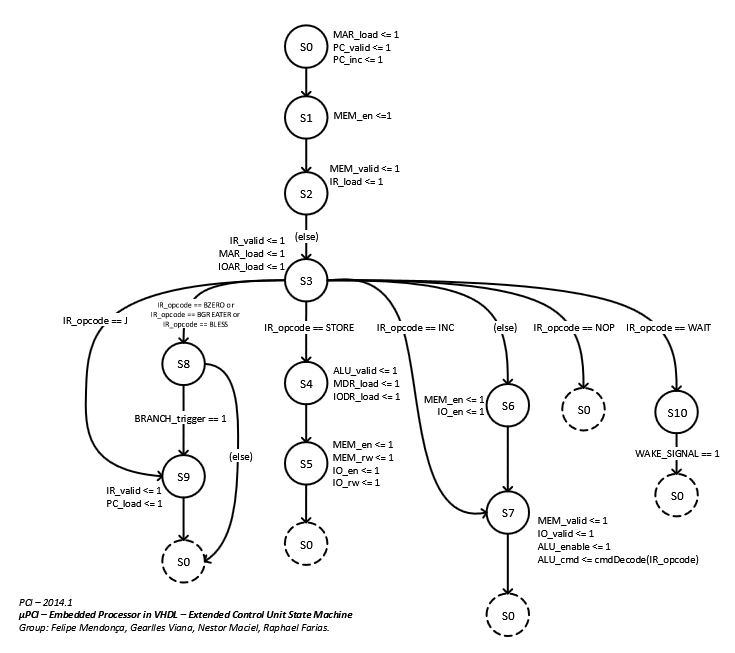 S0
MAR_load <= 1
PC_valid <= 1
PC_inc <= 1
S1
MEM_en <=1
S2
MEM_valid <= 1
IR_load <= 1
(else)
IR_valid <= 1
MAR_load <= 1
IOAR_load <= 1
S3
IR_opcode == J
IR_opcode == BZERO or
IR_opcode == BGREATER or
IR_opcode == BLESS
IR_opcode == STORE
IR_opcode == INC
(else)
IR_opcode == NOP
IR_opcode == WAIT
S8
S4
ALU_valid <= 1
MDR_load <= 1
IODR_load <= 1
MEM_en <= 1
IO_en <= 1
S6
S0
S10
BRANCH_trigger == 1
(else)
S5
MEM_en <= 1
MEM_rw <= 1
IO_en <= 1
IO_rw <= 1
WAKE_SIGNAL == 1
S0
S9
IR_valid <= 1
PC_load <= 1
S7
MEM_valid <= 1
IO_valid <= 1
ALU_enable <= 1
ALU_cmd <= cmdDecode(IR_opcode)
S0
S0
S0
PCI – 2014.1
µPCI – Embedded Processor in VHDL – Extended Control Unit State Machine
Group: Felipe Mendonça, Gearlles Viana, Nestor Maciel, Raphael Farias.